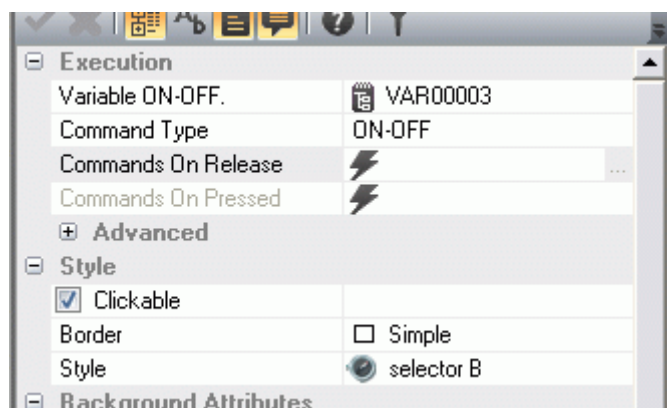 Ab
Execution
Variable ON-OFF. VAR00003
Command Type ON-OFF
Commands On Release ...
Commands On Pressed
Advanced
Style
Clickable
Border Simple
Style selector B
Background Attributes